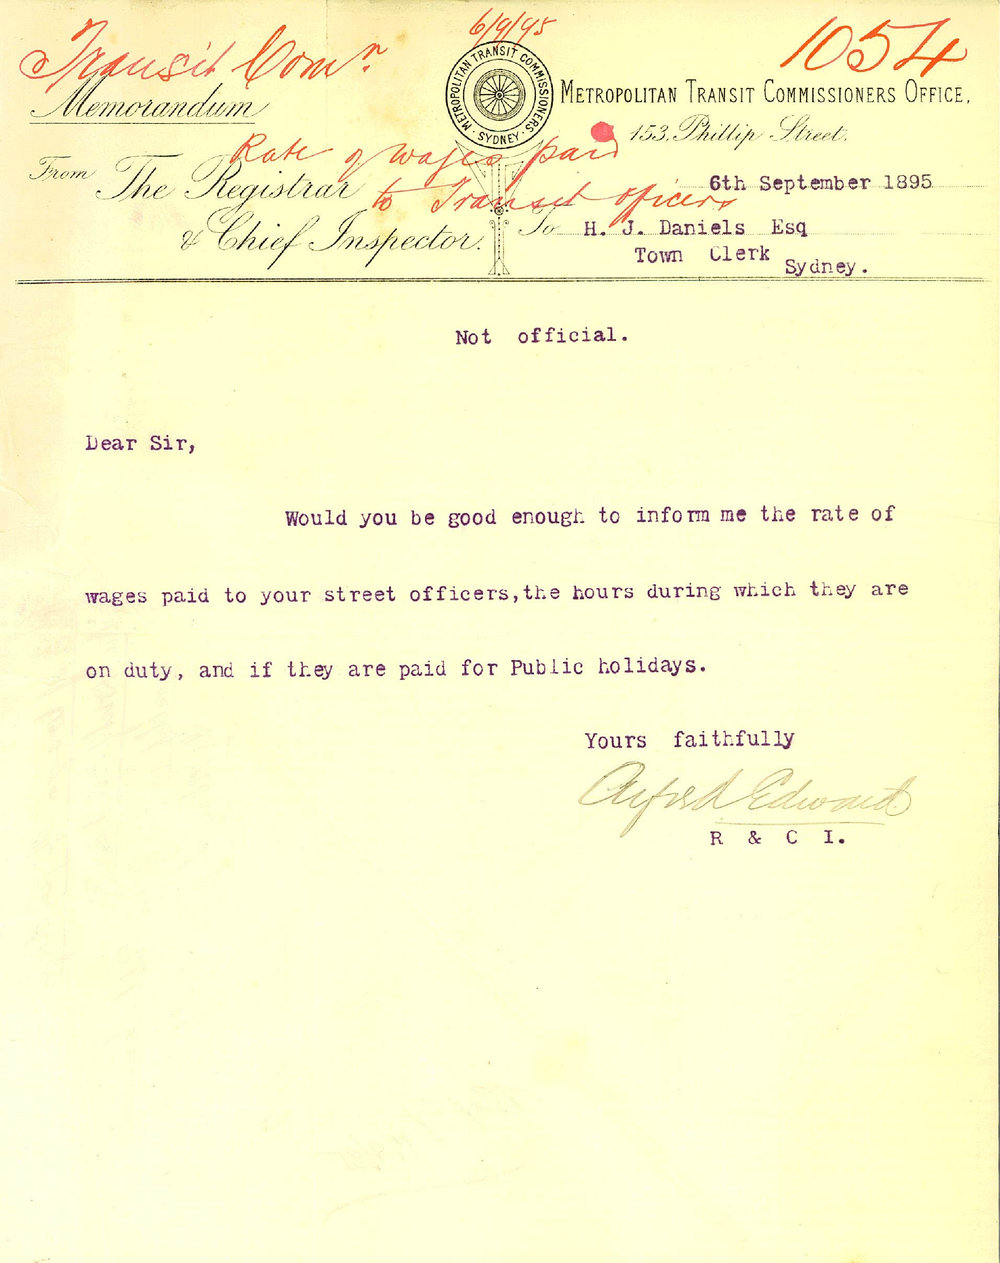 6/9/95
1054
Transit Comr.
METROPOLITAN TRANSIT COMMISSIONERS
SYDNEY
Memorandum
METROPOLITAN TRANSIT COMMISSIONERS OFFICE,
153, Phillip Street,
Rate of wages paid
to Transit officers
From The Registrar
& Chief Inspector.
6th September 1895
To H. J. Daniels Esq
Town Clerk
Sydney.
Not official.
Dear Sir,
Would you be good enough to inform me the rate of
wages paid to your street officers,the hours during which they are
on duty, and if they are paid for Public holidays.
Yours faithfully
Alfred Edward
R & C I.